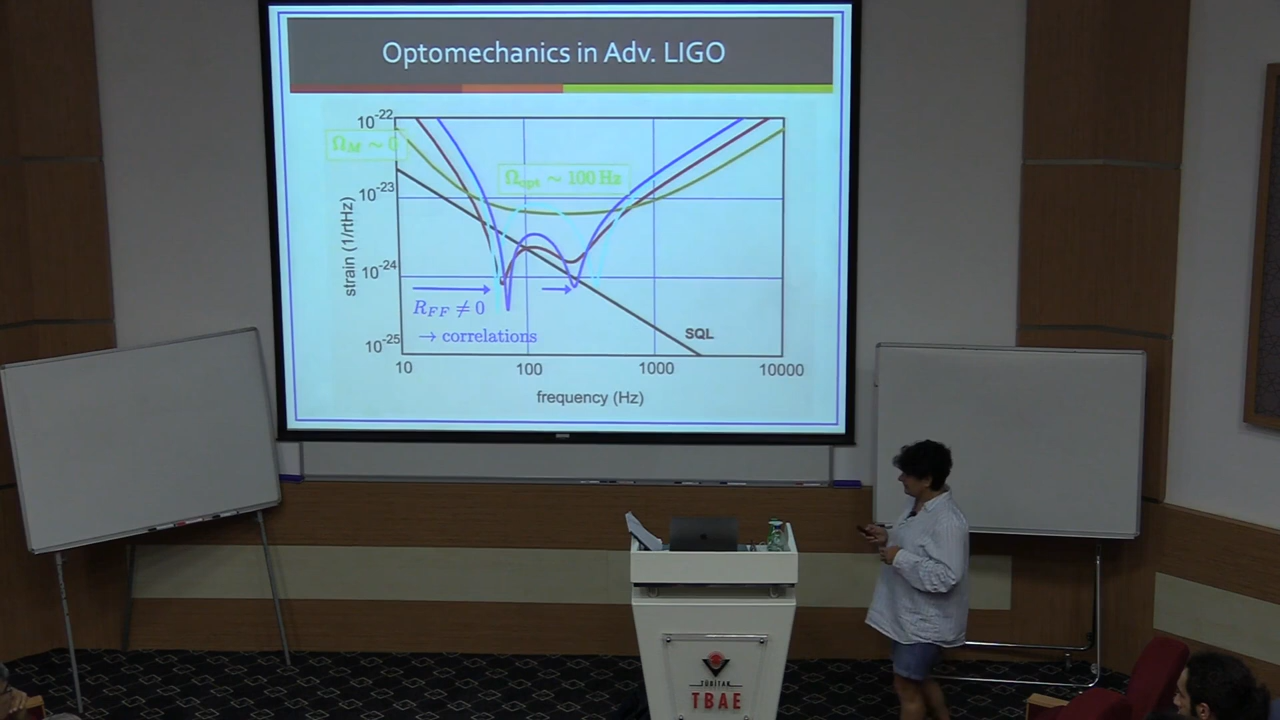 Optomechanics in Adv. LIGO
10⁻²²
Ω_M ~ 0
Ω_opt ~ 100 Hz
10⁻²³
strain (1/rtHz)
10⁻²⁴
R_FF ≠ 0
→ correlations
SQL
10⁻²⁵
10
100
1000
10000
frequency (Hz)
TÜBİTAK
TBAE